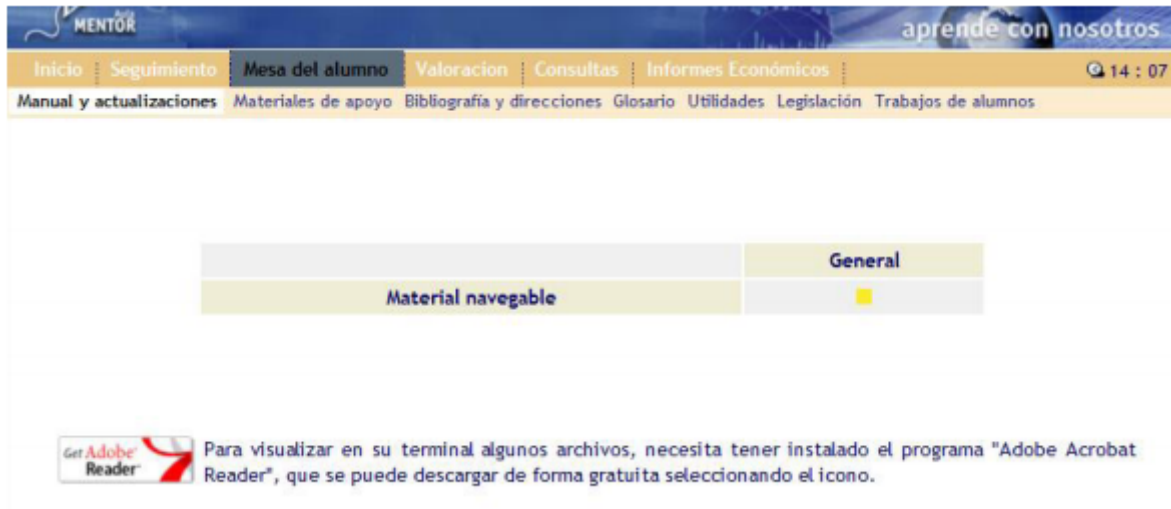 Aula
MENTOR
aprende con nosotros
Inicio Seguimiento Mesa del alumno Valoracion Consultas Informes Económicos 14 : 07
Manual y actualizaciones Materiales de apoyo Bibliografía y direcciones Glosario Utilidades Legislación Trabajos de alumnos
General
Material navegable
Get Adobe
Reader
Para visualizar en su terminal algunos archivos, necesita tener instalado el programa "Adobe Acrobat
Reader", que se puede descargar de forma gratuita seleccionando el icono.